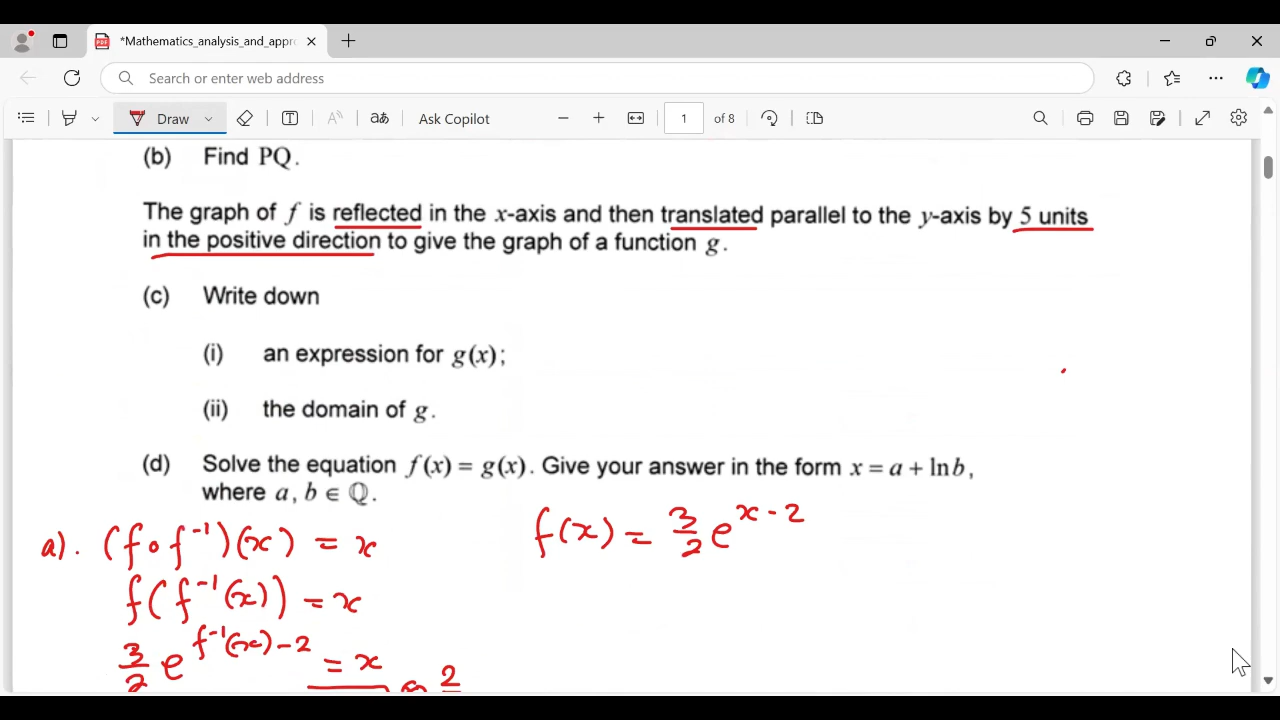 *Mathematics_analysis_and_appr
Search or enter web address
Draw
Ask Copilot
1 of 8
(b) Find PQ.
The graph of f is reflected in the x-axis and then translated parallel to the y-axis by 5 units
in the positive direction to give the graph of a function g.
(c) Write down
(i) an expression for g(x);
(ii) the domain of g.
(d) Solve the equation f(x) = g(x). Give your answer in the form x = a + ln b,
where a, b ∈ ℚ.
a). (f∘f⁻¹)(x) = x
f(x) = 3/2 e^(x-2)
f(f⁻¹(x)) = x
3/2 e^(f⁻¹(x)-2) = x